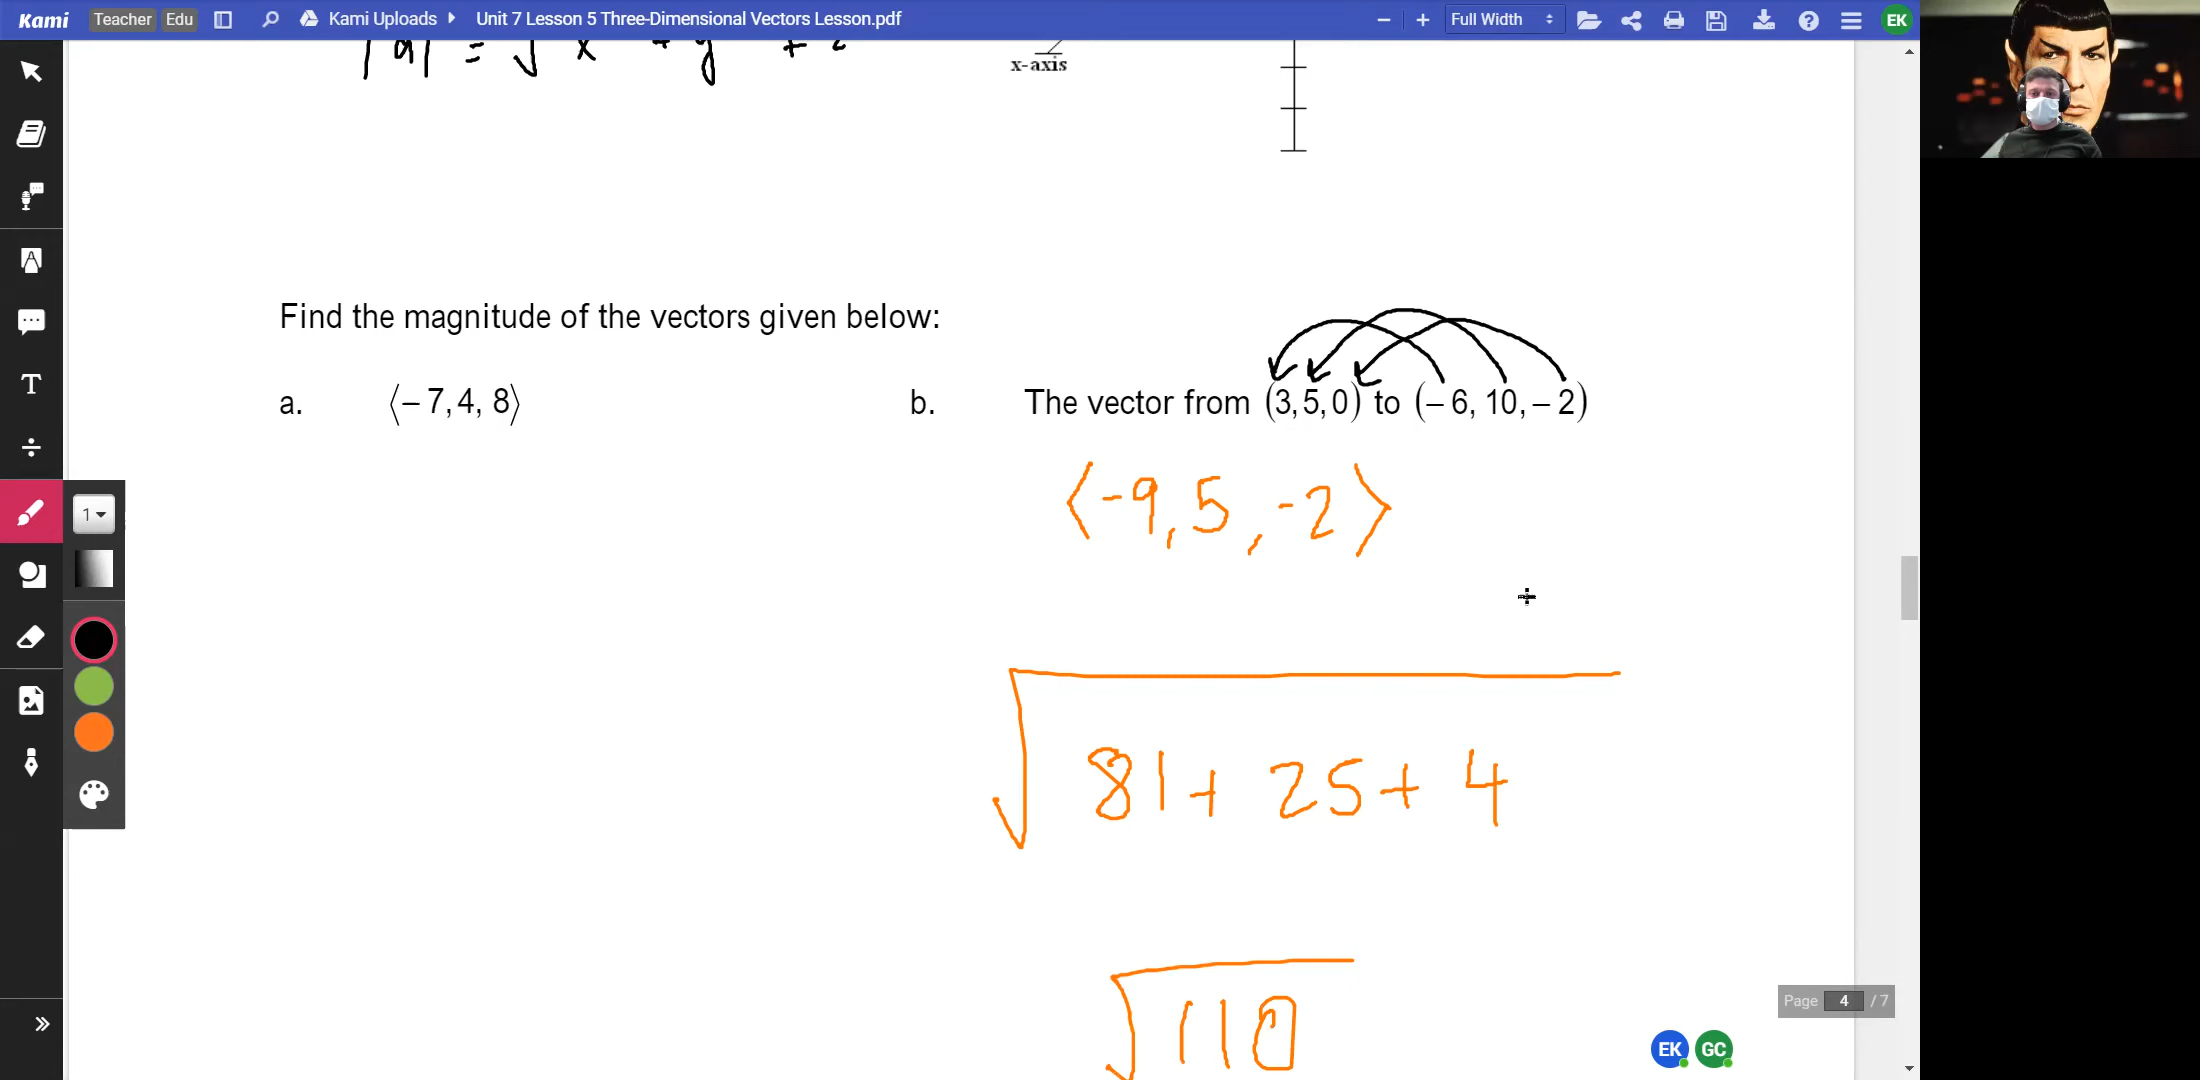 Kami Teacher Edu Kami Uploads Unit 7 Lesson 5 Three-Dimensional Vectors Lesson.pdf − + Full Width EK
|a| = √ x + y + z
x-axis
Find the magnitude of the vectors given below:
a. ⟨– 7, 4, 8⟩ b. The vector from (3, 5, 0) to (– 6, 10, – 2)
⟨-9, 5, -2⟩
1
√81 + 25 + 4
√110
Page 4 / 7
EK GC